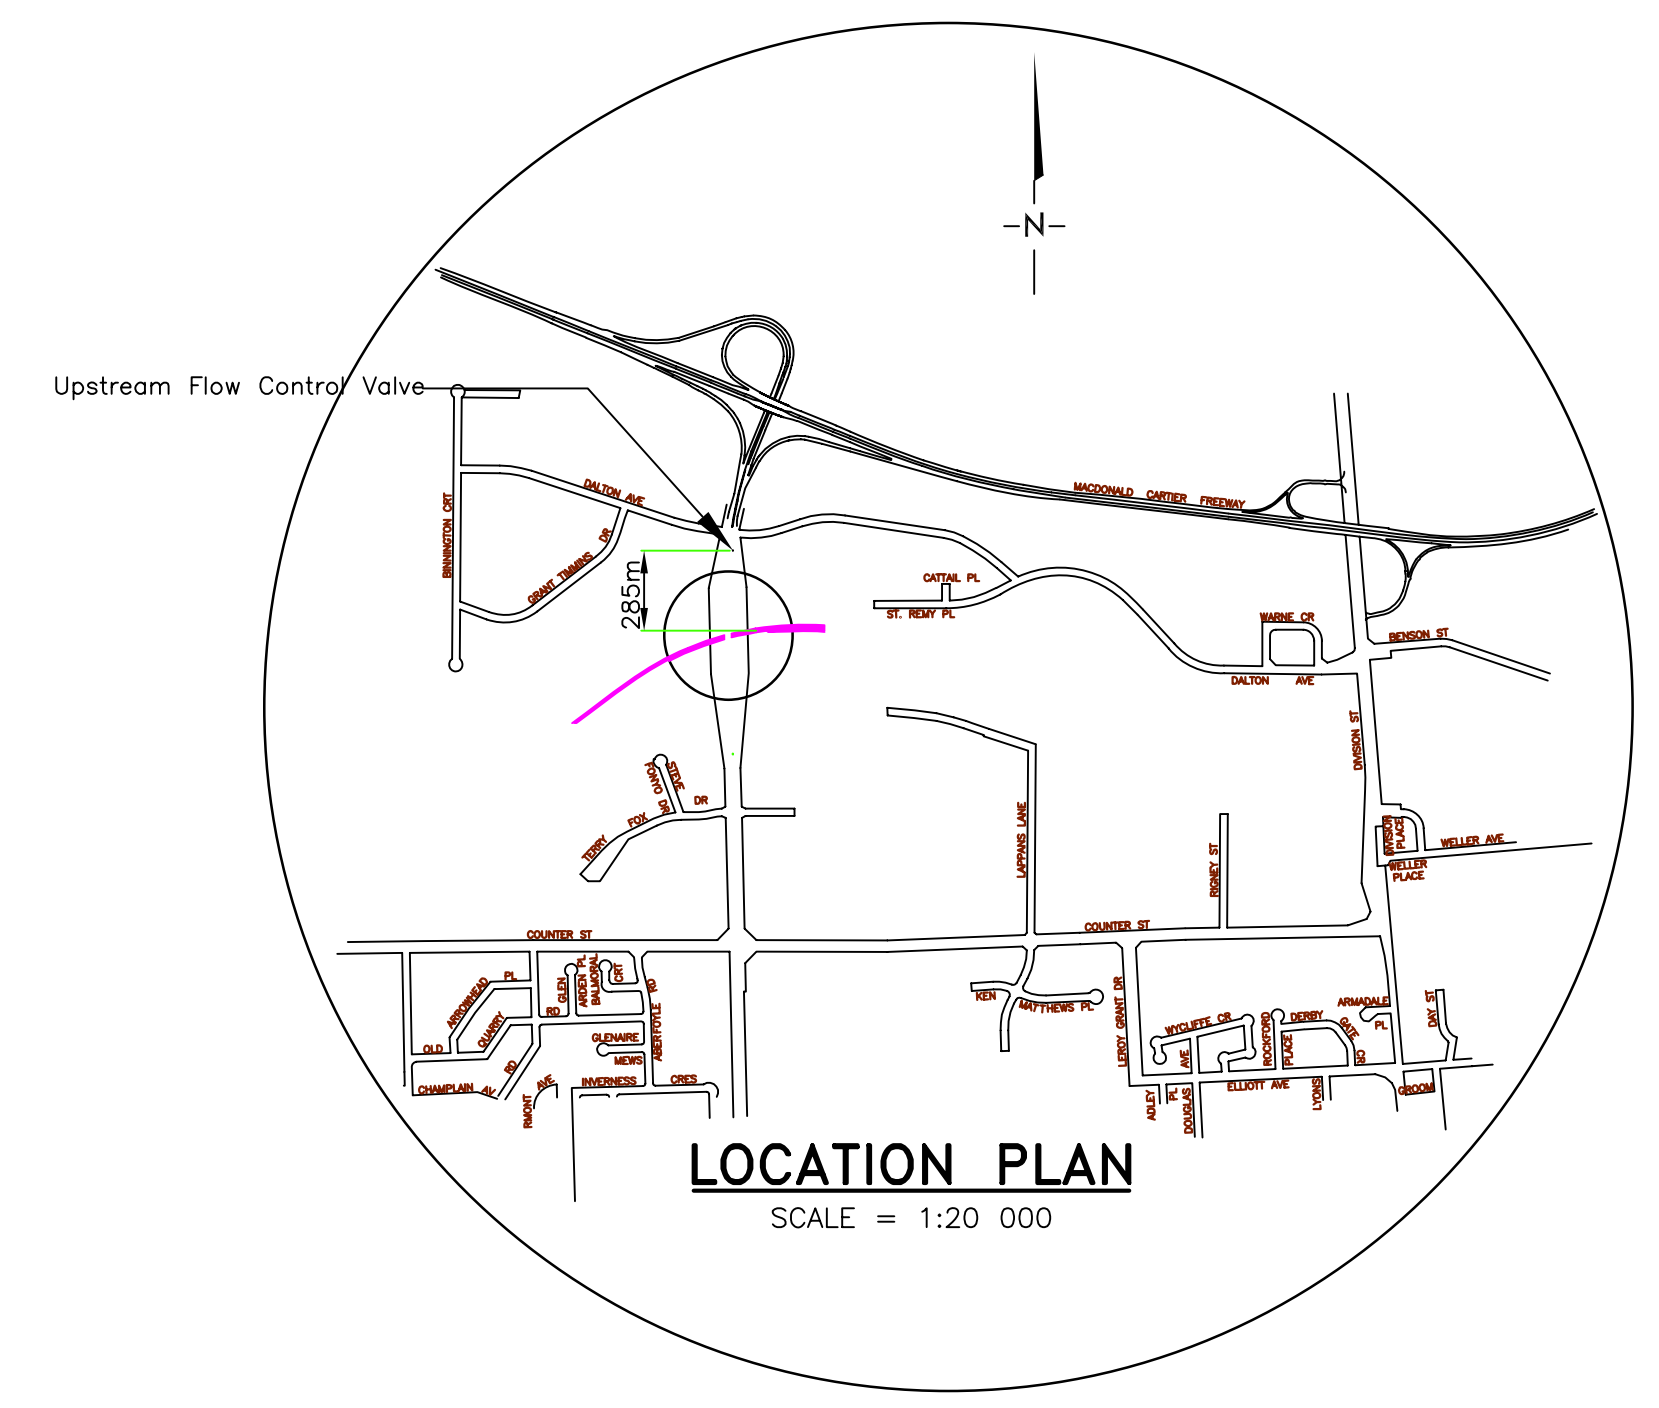 -N-
Upstream Flow Control Valve
DALTON AVE
MACDONALD CARTIER FREEWAY
BINNINGTON CRT
GRANT TIMMINS DR
285m
CATTAIL PL
ST. REMY PL
WARNE CR
BENSON ST
DALTON AVE
DIVISION ST
STEVE
FONYO DR
TERRY FOX DR
LAPPANS LANE
RIGNEY ST
DIVISION
PLACE
WELLER AVE
WELLER
PLACE
COUNTER ST
COUNTER ST
ARROWHEAD PL
GLEN
ARDEN PL
BALMORAL
CRT
ABERFOYLE RD
OLD QUARRY RD
RD
GLENAIRE
MEWS
KEN MATTHEWS PL
LEROY GRANT DR
WYCLIFFE CR
ROCKFORD
PLACE
DERBY
GATE CR
ARMADALE
PL
DAY ST
CHAMPLAIN AV
RMONT AVE
INVERNESS CRES
ADLEY
PL
DOUGLAS AVE
ELLIOTT AVE
LYONS
GROOM
LOCATION PLAN
SCALE = 1:20 000